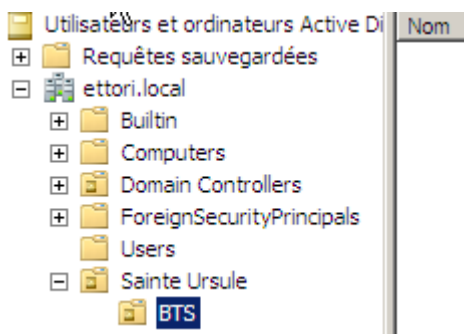 Utilisateurs et ordinateurs Active Di
Nom
Requêtes sauvegardées
ettori.local
Builtin
Computers
Domain Controllers
ForeignSecurityPrincipals
Users
Sainte Ursule
BTS